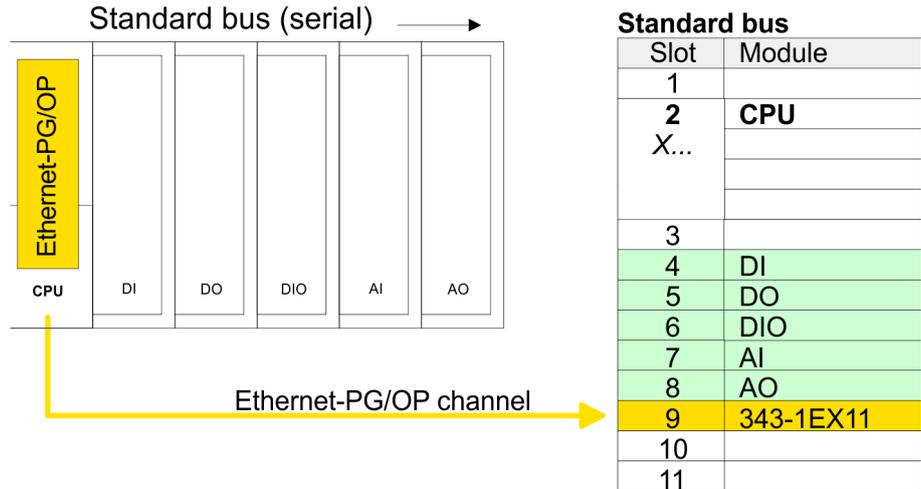 Standard bus (serial)
Ethernet-PG/OP
CPU
DI
DO
DIO
AI
AO
Ethernet-PG/OP channel
Standard bus
Slot Module
1
2 CPU
X...
3
4 DI
5 DO
6 DIO
7 AI
8 AO
9 343-1EX11
10
11